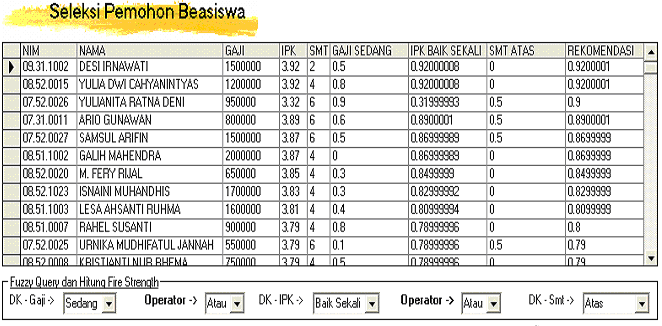 Seleksi Pemohon Beasiswa
NIM NAMA GAJI IPK SMT GAJI SEDANG IPK BAIK SEKALI SMT ATAS REKOMENDASI
09.31.1002 DESI IRNAWATI 1500000 3.92 2 0.5 0.92000008 0 0.9200001
08.52.0015 YULIA DWI CAHYANINTYAS 1200000 3.92 4 0.8 0.92000008 0 0.9200001
07.52.0026 YULIANITA RATNA DENI 950000 3.32 6 0.9 0.31999993 0.5 0.9
07.31.0011 ARIO GUNAWAN 800000 3.89 6 0.6 0.8900001 0.5 0.8900001
07.52.0027 SAMSUL ARIFIN 1500000 3.87 6 0.5 0.86999989 0.5 0.8699999
08.51.1002 GALIH MAHENDRA 2000000 3.87 4 0 0.86999989 0 0.8699999
08.52.0020 M. FERY RIJAL 650000 3.85 4 0.3 0.8499999 0 0.8499999
08.52.1023 ISNAINI MUHANDHIS 1700000 3.83 4 0.3 0.82999992 0 0.8299999
08.51.1003 LESA AHSANTI RUHMA 1600000 3.81 4 0.4 0.80999994 0 0.8099999
08.51.0007 RAHEL SUSANTI 900000 3.79 4 0.8 0.78999996 0 0.8
07.52.0025 URNIKA MUDHIFATUL JANNAH 550000 3.79 6 0.1 0.78999996 0.5 0.79
08.52.0008 KRISTIANTI NUR RHEMA 750000 3.79 4 0.5 0.78999996 0 0.79
Fuzzy Query dan Hitung Fire Strength
DK - Gaji -> Sedang Operator -> Atau DK - IPK -> Baik Sekali Operator -> Atau DK - Smt -> Atas